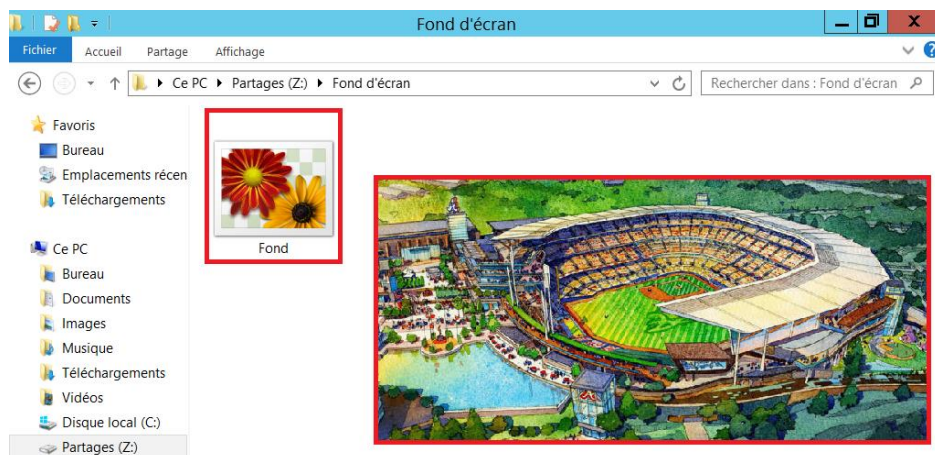 Fond d'écran
Fichier Accueil Partage Affichage
Ce PC Partages (Z:) Fond d'écran Rechercher dans : Fond d'écran
Favoris
Bureau
Emplacements récen
Téléchargements
Fond
Ce PC
Bureau
Documents
Images
Musique
Téléchargements
Vidéos
Disque local (C:)
Partages (Z:)